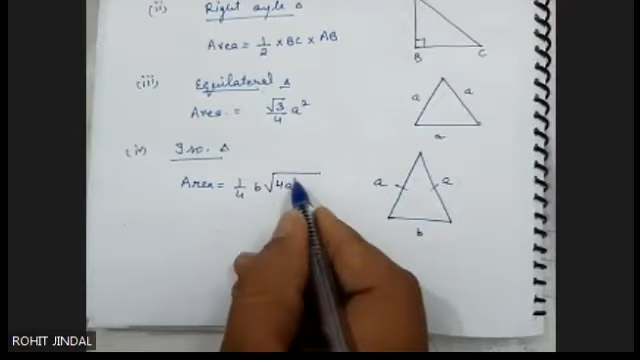 (ii) Right angle Δ
Area = 1/2 × BC × AB
B C
(iii) Equilateral Δ
Area = √3/4 a²
a a
a
(iv) Iso. Δ
Area = 1/4 b√4a
a a
b
ROHIT JINDAL